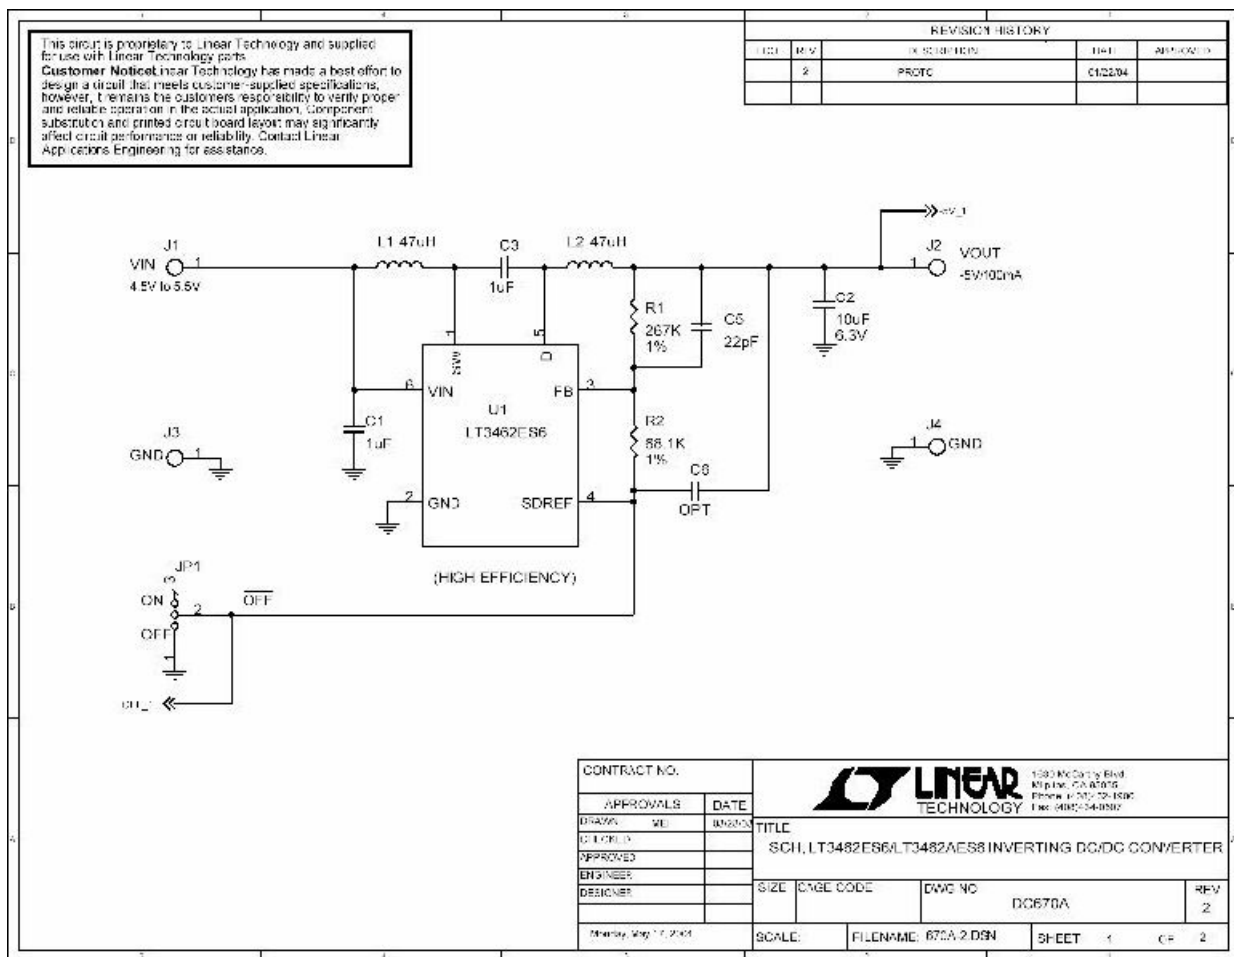 This circuit is proprietary to Linear Technology and supplied
for use with Linear Technology parts.
Customer Notice:Linear Technology has made a best effort to
design a circuit that meets customer-supplied specifications;
however, it remains the customers responsibility to verify proper
and reliable operation in the actual application, Component
substitution and printed circuit board layout may significantly
affect circuit performance or reliability. Contact Linear
Applications Engineering for assistance.
REVISION HISTORY
REV DESCRIPTION DATE APPROVED
2 PROTO 01/22/04
J1
VIN 1
4.5V to 5.5V
L1 47uH
C3
1uF
L2 47uH
J2
1
VOUT
-5V/100mA
R1
267K
1%
C5
22pF
C2
10uF
6.3V
1
SW
5
D
6
VIN
FB
3
U1
LT3462ES6
C1
1uF
R2
1%
J3
GND
1
J4
1
GND
2
GND
SDREF
4
OPT
(HIGH EFFICIENCY)
JP1
3
ON
2
OFF
OFF
1
CONTRACT NO.
APPROVALS DATE
DRAWN MEI
CHECKED
APPROVED
ENGINEER
DESIGNER
LINEAR
TECHNOLOGY
TITLE
SCH, LT3462ES6/LT3462AES6 INVERTING DC/DC CONVERTER
SIZE CAGE CODE DWG NO REV
DC670A 2
SCALE: FILENAME: 670A-2.DSN SHEET 1 OF 2